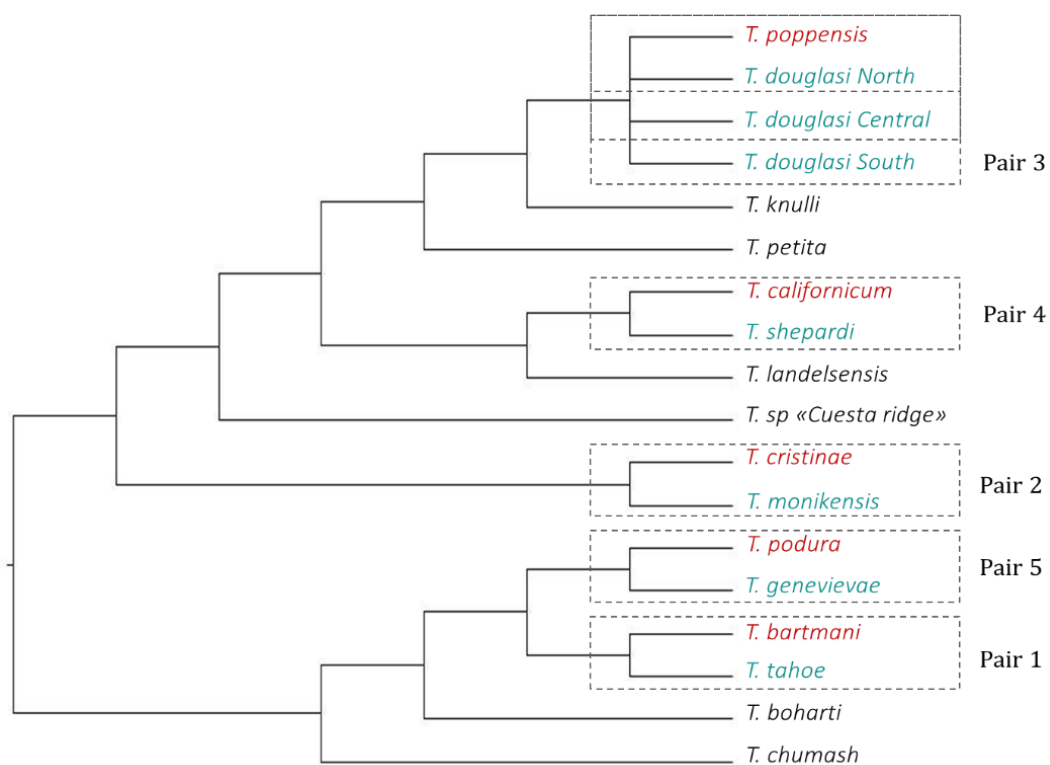 T. poppensis
T. douglasi North
T. douglasi Central
T. douglasi South
Pair 3
T. knulli
T. petita
T. californicum
Pair 4
T. shepardi
T. landelsensis
T. sp «Cuesta ridge»
T. cristinae
Pair 2
T. monikensis
T. podura
Pair 5
T. genevievae
T. bartmani
Pair 1
T. tahoe
T. boharti
T. chumash